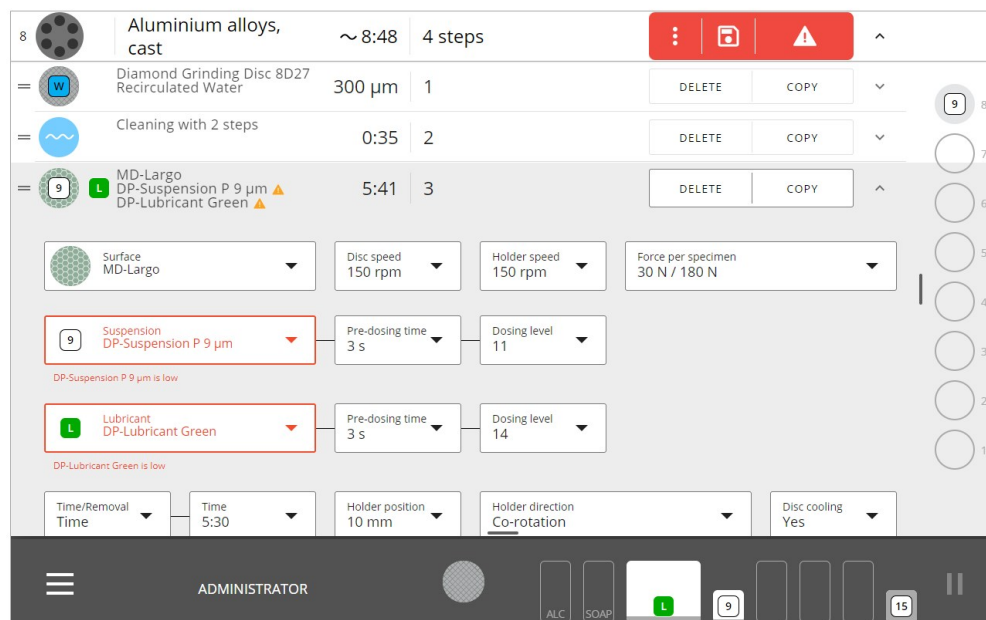 8
Aluminium alloys,
cast
~ 8:48
4 steps
W
Diamond Grinding Disc 8D27
Recirculated Water
300 µm
1
DELETE
COPY
Cleaning with 2 steps
0:35
2
DELETE
COPY
9
L
MD-Largo
DP-Suspension P 9 µm
DP-Lubricant Green
5:41
3
DELETE
COPY
Surface
MD-Largo
Disc speed
150 rpm
Holder speed
150 rpm
Force per specimen
30 N / 180 N
9
Suspension
DP-Suspension P 9 µm
Pre-dosing time
3 s
Dosing level
11
DP-Suspension P 9 µm is low
L
Lubricant
DP-Lubricant Green
Pre-dosing time
3 s
Dosing level
14
DP-Lubricant Green is low
Time/Removal
Time
Time
5:30
Holder position
10 mm
Holder direction
Co-rotation
Disc cooling
Yes
9
8
7
6
5
4
3
2
1
ADMINISTRATOR
ALC
SOAP
L
9
15